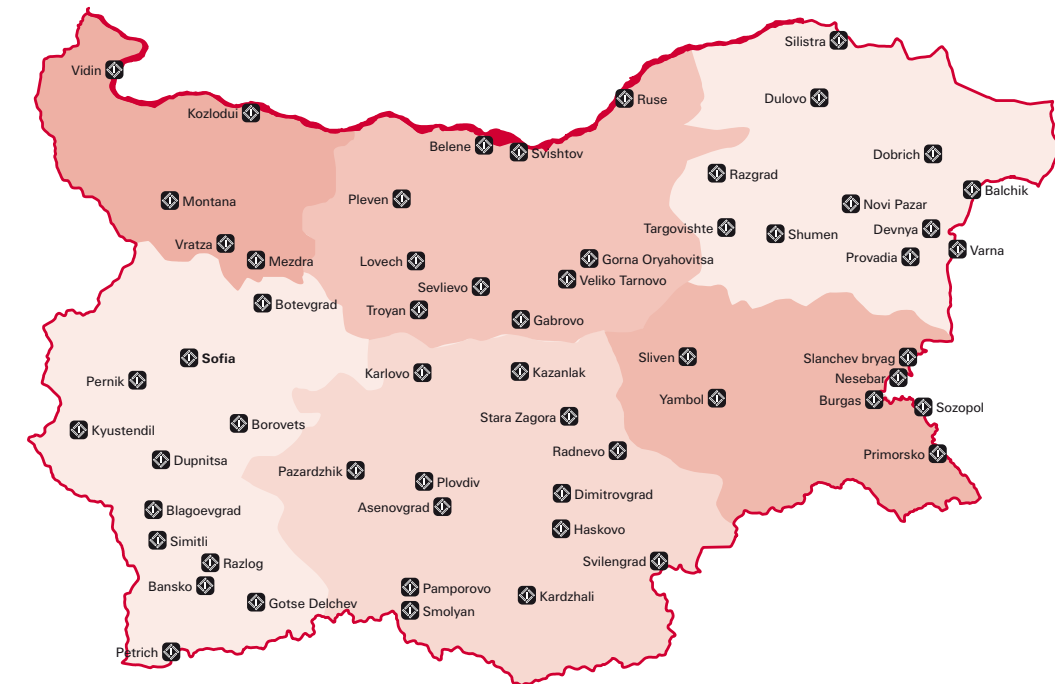 Silistra
Vidin
Ruse
Dulovo
Kozlodui
Belene
Svishtov
Dobrich
Razgrad
Balchik
Montana
Pleven
Novi Pazar
Targovishte
Shumen
Devnya
Vratza
Varna
Mezdra
Lovech
Gorna Oryahovitsa
Provadia
Sevlievo
Veliko Tarnovo
Botevgrad
Troyan
Gabrovo
Sofia
Sliven
Slanchev bryag
Pernik
Karlovo
Kazanlak
Nesebar
Yambol
Burgas
Sozopol
Stara Zagora
Kyustendil
Borovets
Radnevo
Primorsko
Dupnitsa
Pazardzhik
Plovdiv
Dimitrovgrad
Blagoevgrad
Asenovgrad
Haskovo
Simitli
Razlog
Svilengrad
Bansko
Pamporovo
Kardzhali
Gotse Delchev
Smolyan
Petrich